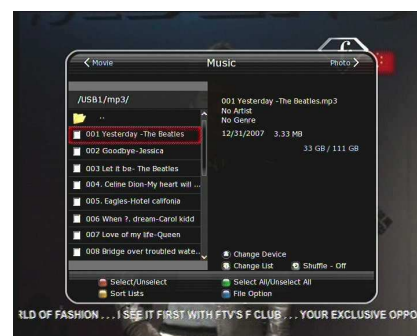 Movie
Music
Photo
/USB1/mp3/
..
001 Yesterday -The Beatles
002 Goodbye-Jessica
003 Let it be- The Beatles
004. Celine Dion-My heart will ...
005. Eagles-Hotel califonia
006 When ?. dream-Carol kidd
007 Love of my life-Queen
008 Bridge over troubled wate..
001 Yesterday -The Beatles.mp3
No Artist
No Genre
12/31/2007 3.33 MB
33 GB / 111 GB
Change Device
Change List
Shuffle - Off
Select/Unselect
Select All/Unselect All
Sort Lists
File Option
RLD OF FASHION . . . I SEE IT FIRST WITH FTV'S F CLUB . . . YOUR EXCLUSIVE OPPO